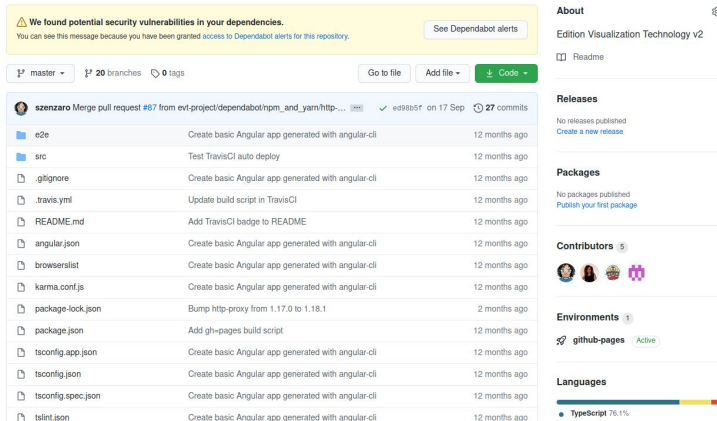 We found potential security vulnerabilities in your dependencies.
You can see this message because you have been granted access to Dependabot alerts for this repository.
See Dependabot alerts
master
20 branches
0 tags
Go to file
Add file
Code
szenzaro Merge pull request #87 from evt-project/dependabot/npm_and_yarn/http-... ed98b5f on 17 Sep 27 commits
e2e Create basic Angular app generated with angular-cli 12 months ago
src Test TravisCI auto deploy 12 months ago
.gitignore Create basic Angular app generated with angular-cli 12 months ago
.travis.yml Update build script in TravisCI 12 months ago
README.md Add TravisCI badge to README 12 months ago
angular.json Create basic Angular app generated with angular-cli 12 months ago
browserslist Create basic Angular app generated with angular-cli 12 months ago
karma.conf.js Create basic Angular app generated with angular-cli 12 months ago
package-lock.json Bump http-proxy from 1.17.0 to 1.18.1 2 months ago
package.json Add gh=pages build script 12 months ago
tsconfig.app.json Create basic Angular app generated with angular-cli 12 months ago
tsconfig.json Create basic Angular app generated with angular-cli 12 months ago
tsconfig.spec.json Create basic Angular app generated with angular-cli 12 months ago
tslint.json Create basic Angular app generated with angular-cli 12 months ago
About
Edition Visualization Technology v2
Readme
Releases
No releases published
Create a new release
Packages
No packages published
Publish your first package
Contributors 5
Environments 1
github-pages Active
Languages
TypeScript 76.1%